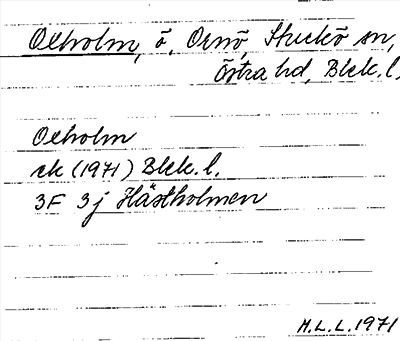 Oxholm, ö, Ornö, Sturkö sn,
Östra hd, Blek. l,
Oxholm
ek (1971) Blek. l.
3F 3j Hästholmen
M.L.L. 1971